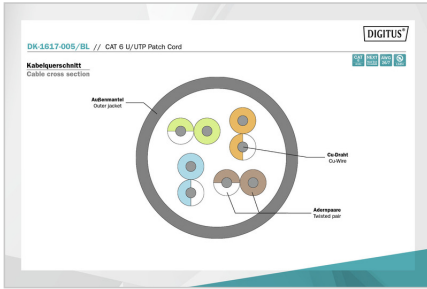 DIGITUS®
DK-1617-005/BL // CAT 6 U/UTP Patch Cord
Kabelquerschnitt
Cable cross section
Außenmantel
Outer jacket
Cu-Draht
Cu-Wire
Aderspaare
Twisted pair